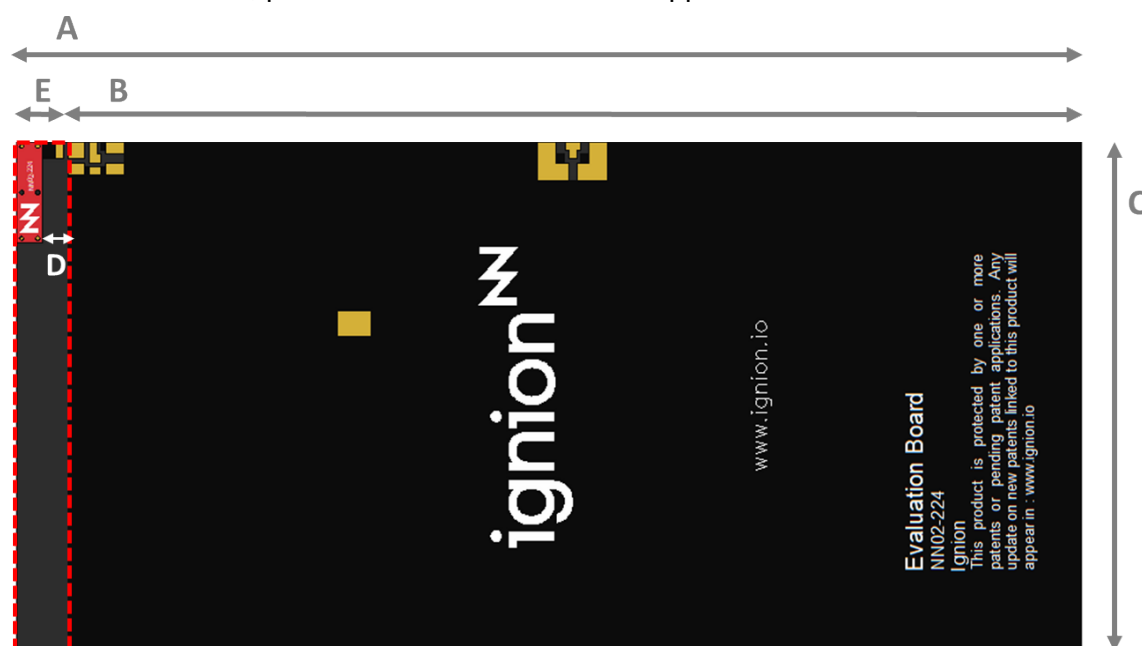 A
E B
C
NN02-224
D
ignion
www.ignion.io
Evaluation Board
NN02-224
Ignion
This product is protected by one or more
patents or pending patent applications. Any
update on new patents linked to this product will
appear in : www.ignion.io